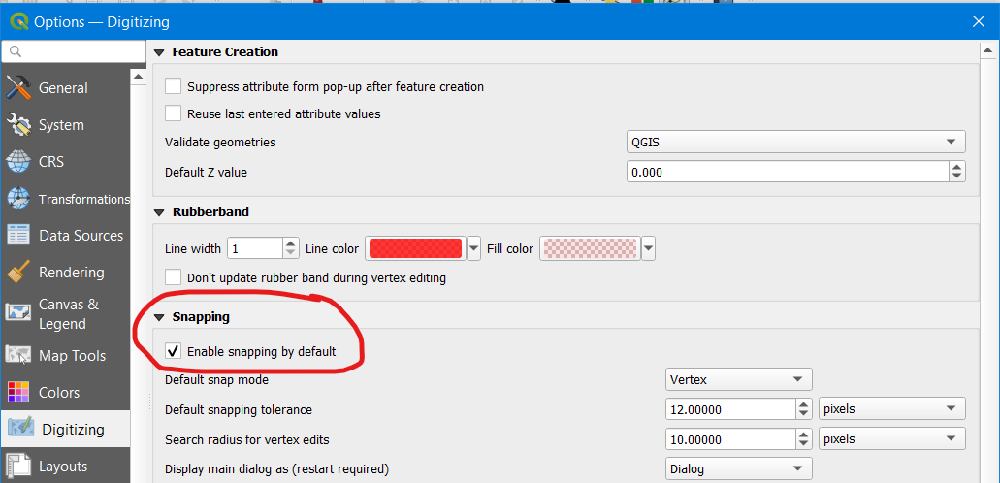 Options — Digitizing
General
System
CRS
Transformations
Data Sources
Rendering
Canvas &
Legend
Map Tools
Colors
Digitizing
Layouts
Feature Creation
Suppress attribute form pop-up after feature creation
Reuse last entered attribute values
Validate geometries QGIS
Default Z value 0.000
Rubberband
Line width 1 Line color Fill color
Don't update rubber band during vertex editing
Snapping
Enable snapping by default
Default snap mode Vertex
Default snapping tolerance 12.00000 pixels
Search radius for vertex edits 10.00000 pixels
Display main dialog as (restart required) Dialog